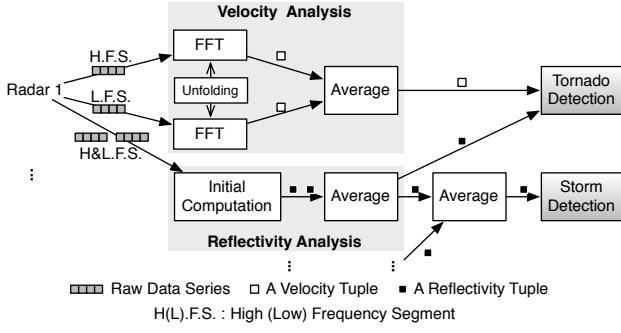 Velocity Analysis
H.F.S.
FFT
Radar 1
L.F.S.
Unfolding
Average
Tornado
Detection
FFT
H&L.F.S.
Initial
Computation
Average
Average
Storm
Detection
Reflectivity Analysis
Raw Data Series
A Velocity Tuple
A Reflectivity Tuple
H(L).F.S. : High (Low) Frequency Segment